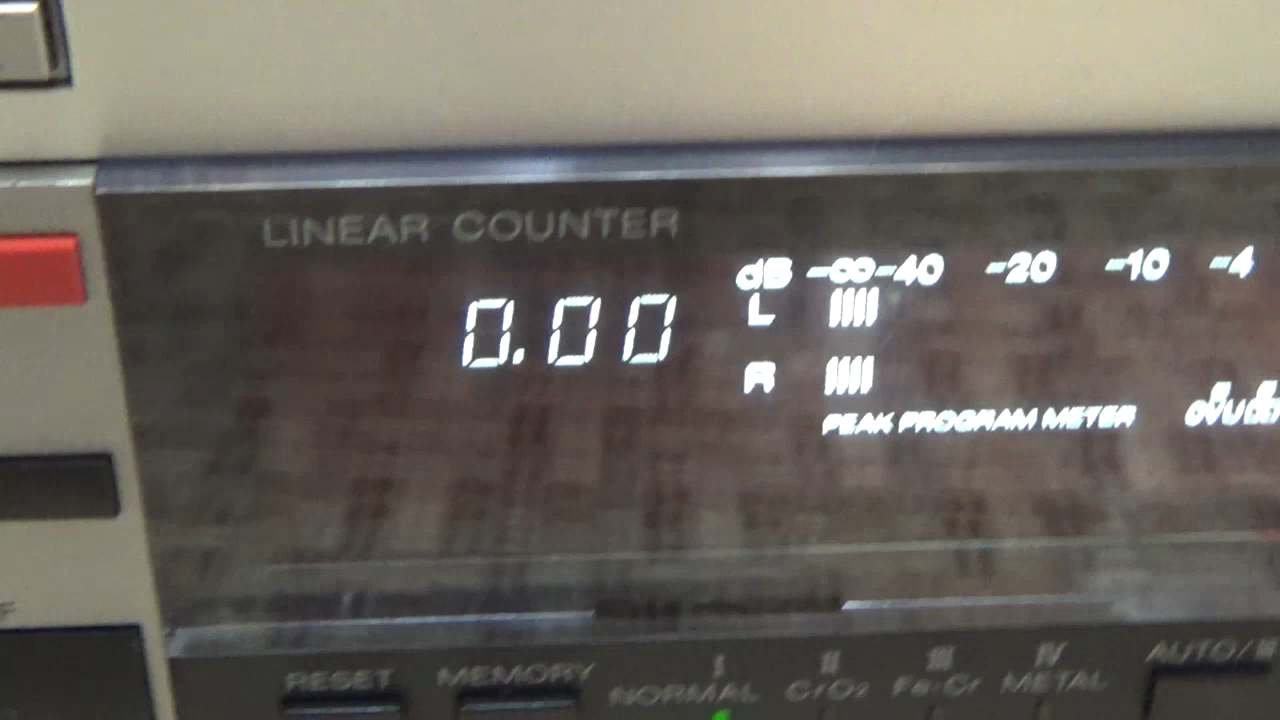 LINEAR COUNTER
dB -∞-40 -20 -10 -4
0.00
L
R
PEAK PROGRAM METER
RESET MEMORY
I II III IV
NORMAL CrO2 Fe-Cr METAL
AUTO/III